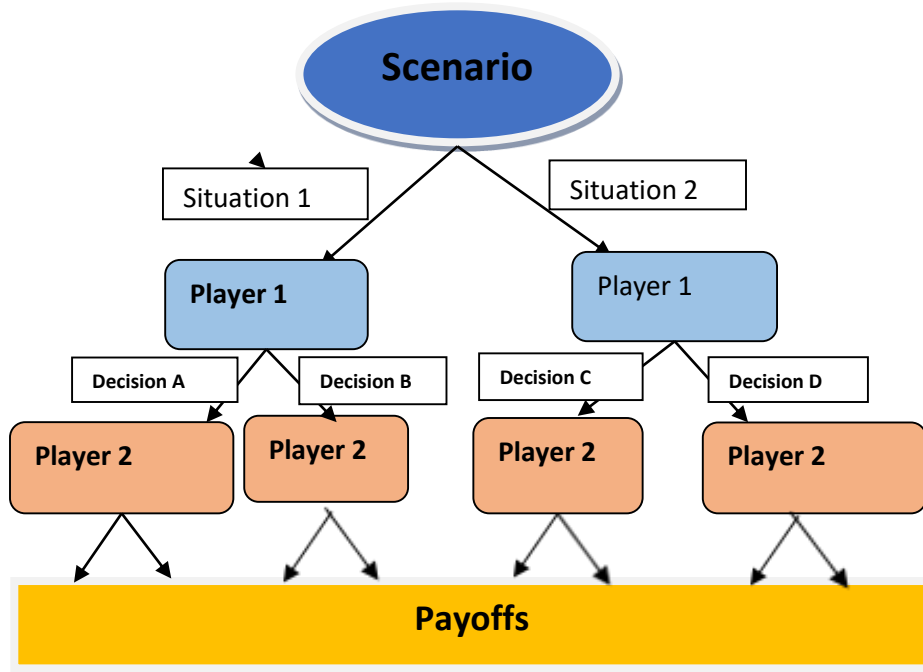 Scenario
Situation 1
Situation 2
Player 1
Player 1
Decision A
Decision B
Decision C
Decision D
Player 2
Player 2
Player 2
Player 2
Payoffs